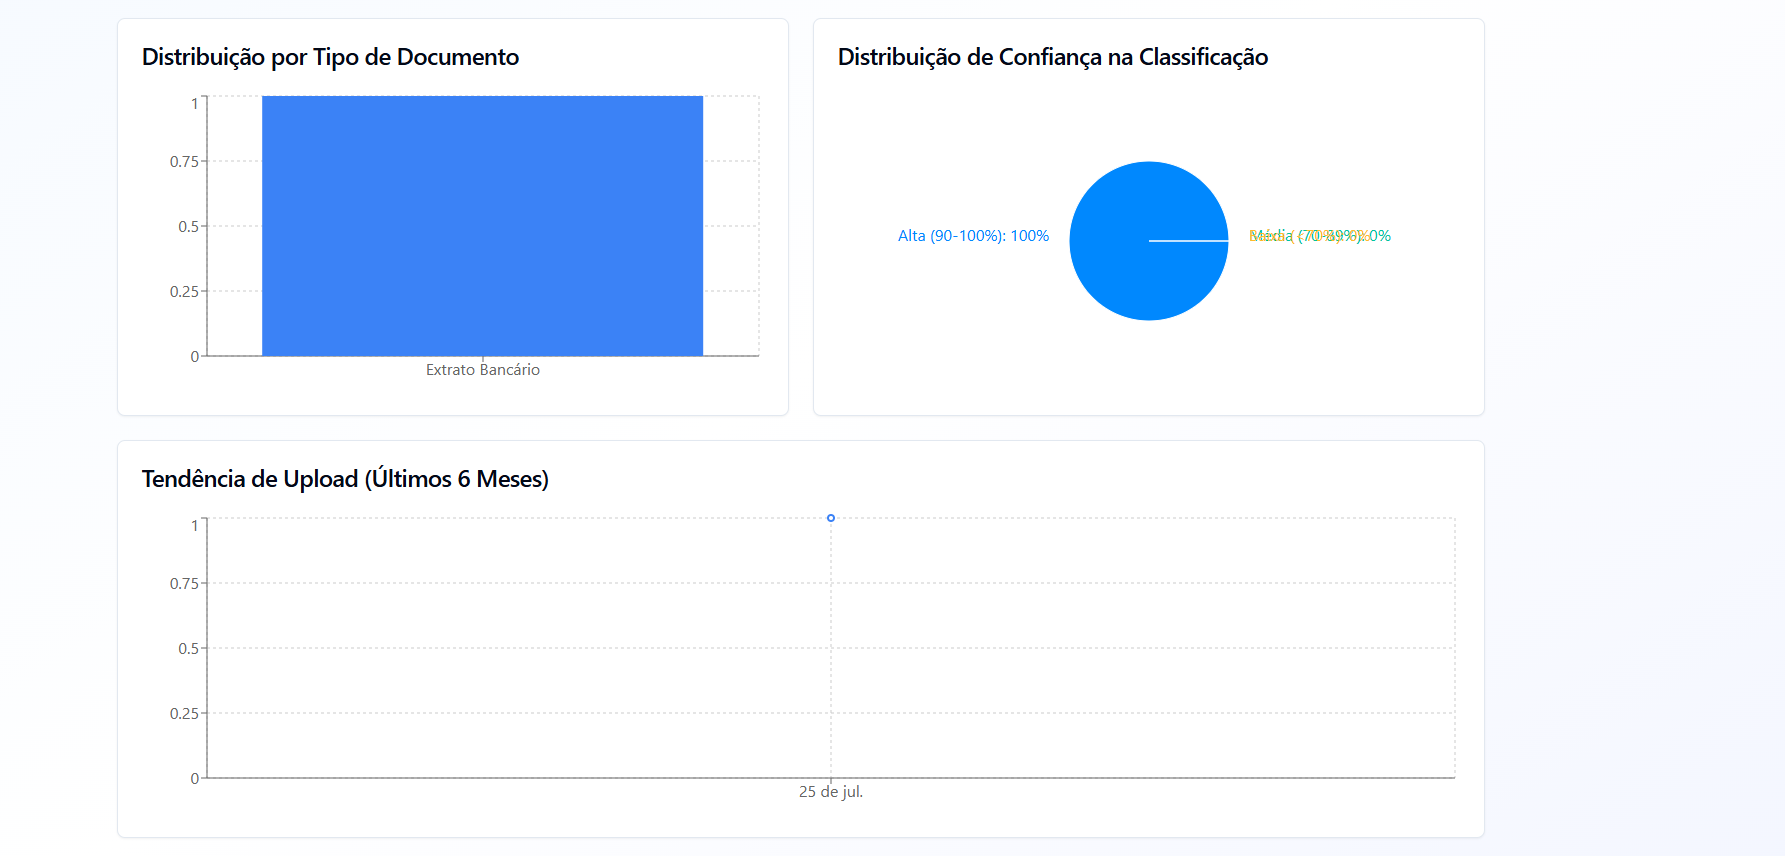 Distribuição por Tipo de Documento
1
0.75
0.5
0.25
0
Extrato Bancário
Distribuição de Confiança na Classificação
Alta (90-100%): 100%
Média (70-89%): 0%
Tendência de Upload (Últimos 6 Meses)
1
0.75
0.5
0.25
0
25 de jul.